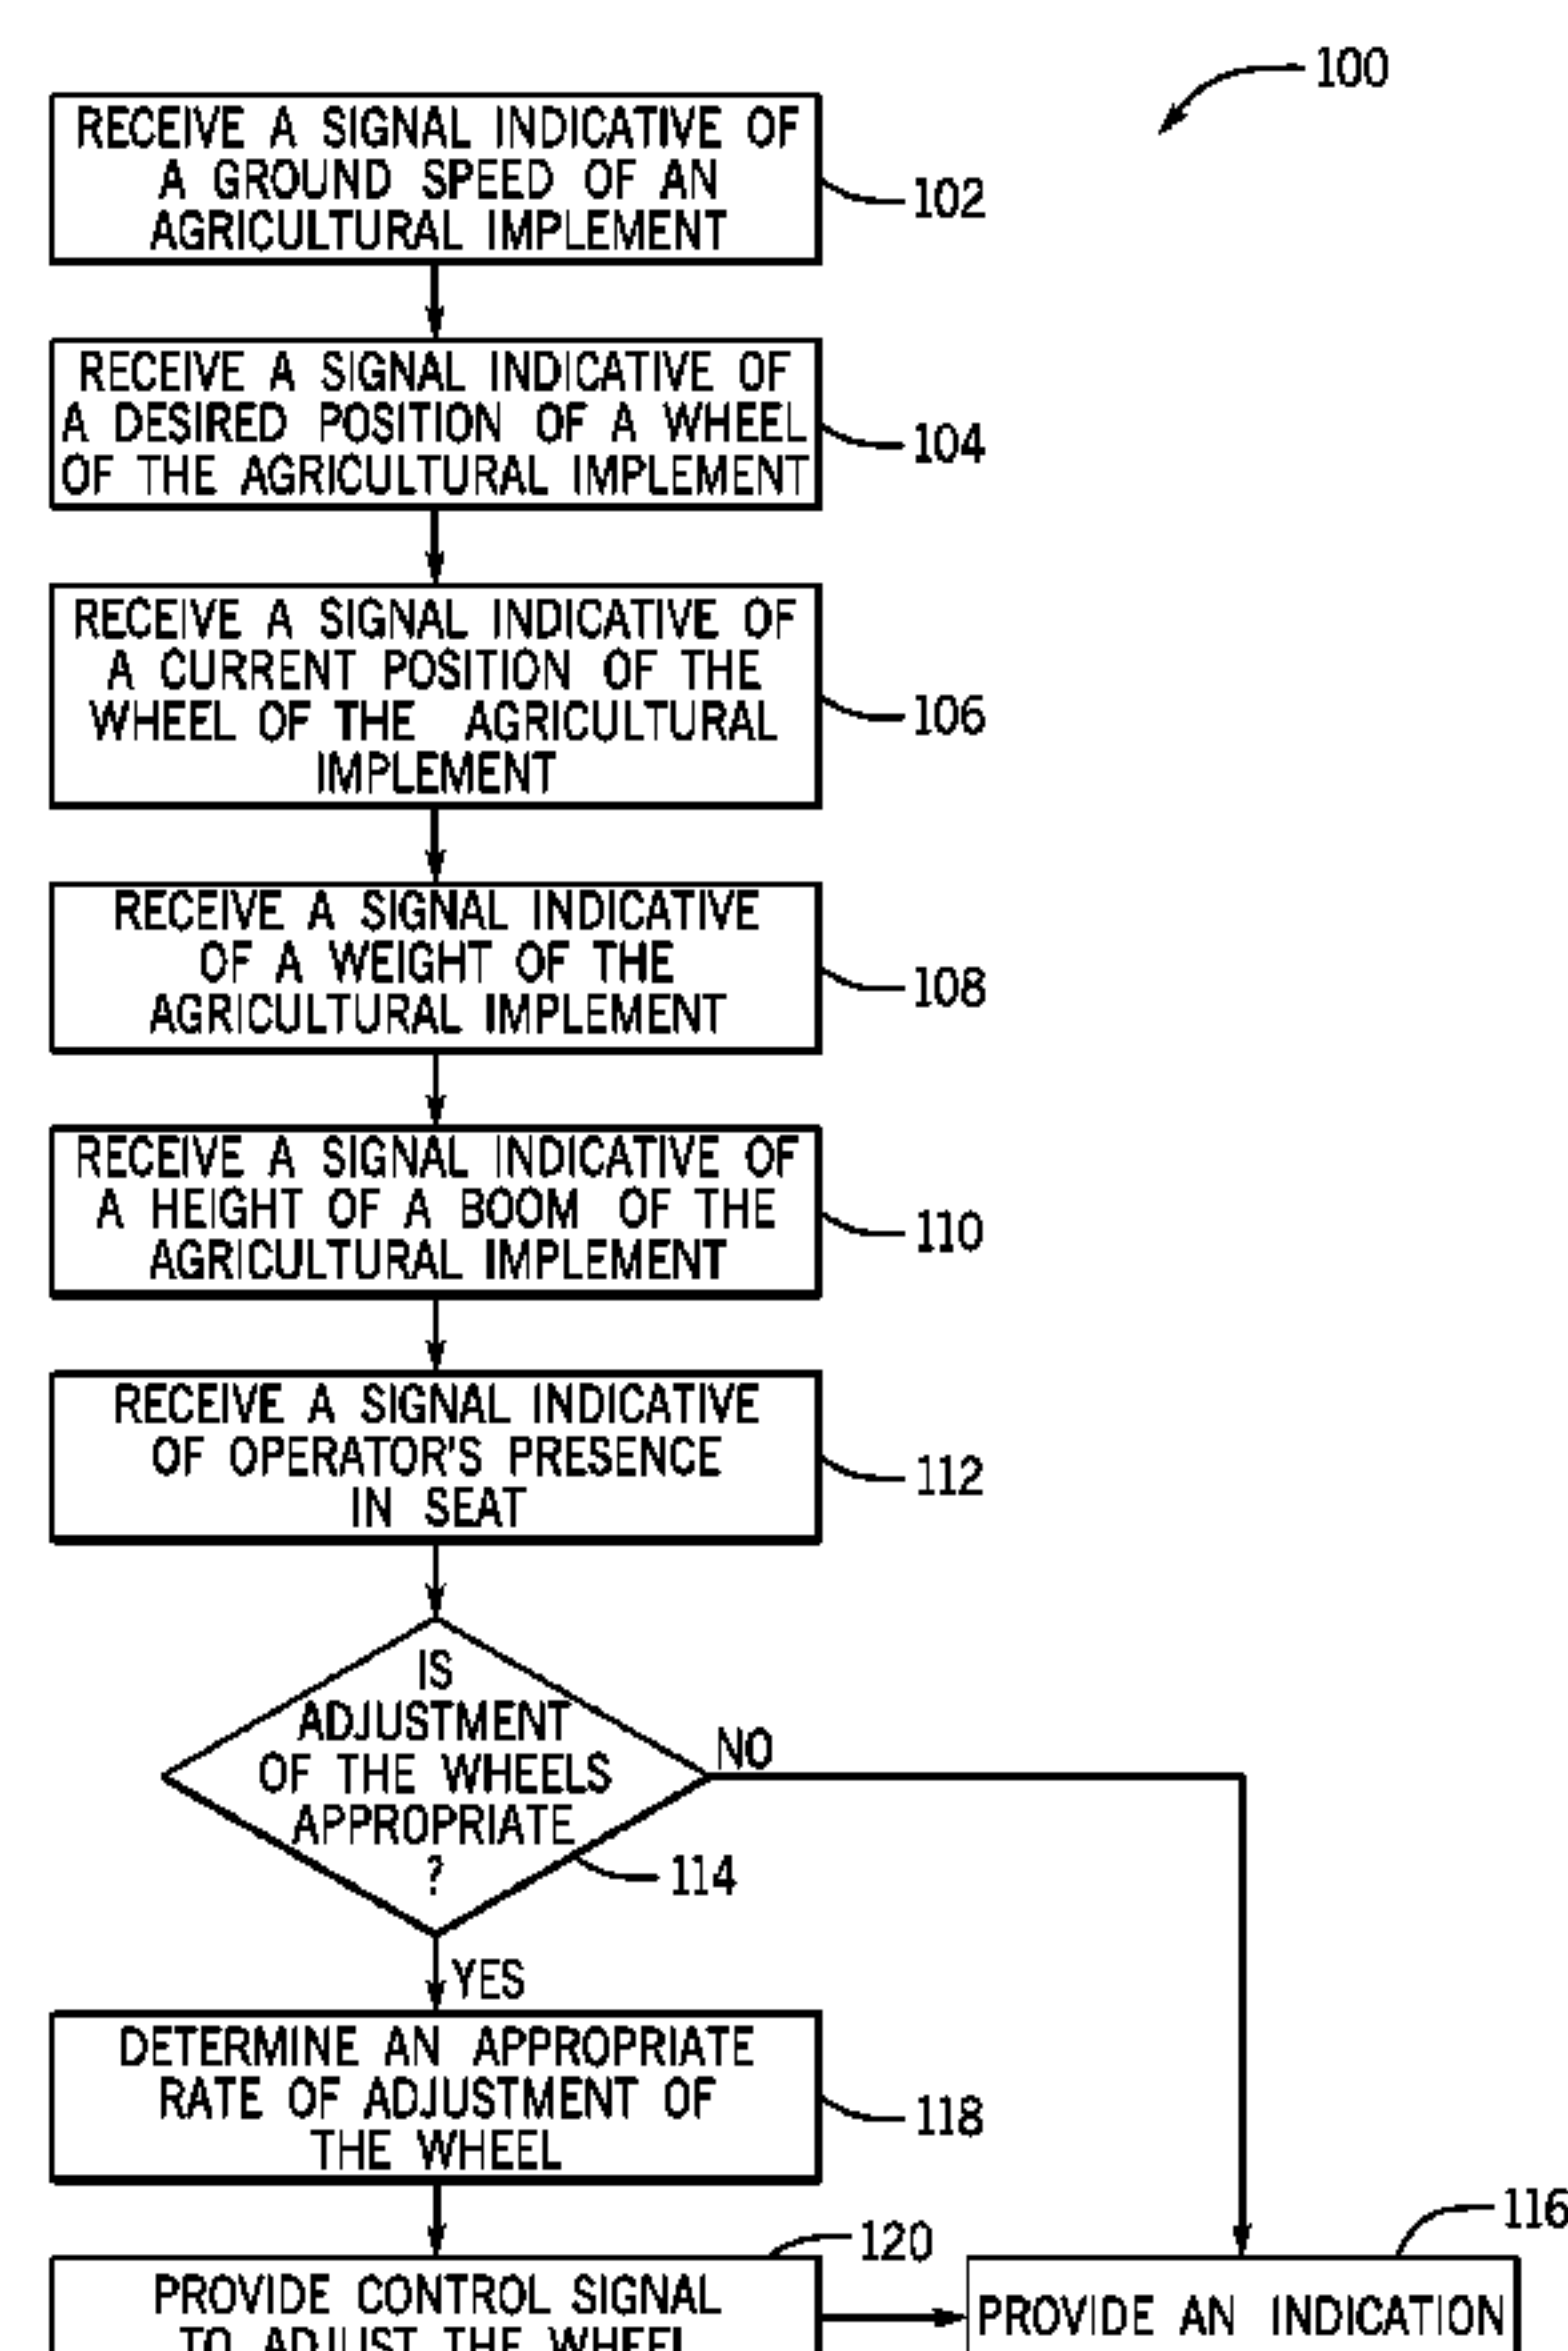 100
RECEIVE A SIGNAL INDICATIVE OF
A GROUND SPEED OF AN
AGRICULTURAL IMPLEMENT
102
RECEIVE A SIGNAL INDICATIVE OF
A DESIRED POSITION OF A WHEEL
OF THE AGRICULTURAL IMPLEMENT
104
RECEIVE A SIGNAL INDICATIVE OF
A CURRENT POSITION OF THE
WHEEL OF THE AGRICULTURAL
IMPLEMENT
106
RECEIVE A SIGNAL INDICATIVE
OF A WEIGHT OF THE
AGRICULTURAL IMPLEMENT
108
RECEIVE A SIGNAL INDICATIVE OF
A HEIGHT OF A BOOM OF THE
AGRICULTURAL IMPLEMENT
110
RECEIVE A SIGNAL INDICATIVE
OF OPERATOR'S PRESENCE
IN SEAT
112
IS
ADJUSTMENT
OF THE WHEELS
APPROPRIATE
?
NO
114
YES
DETERMINE AN APPROPRIATE
RATE OF ADJUSTMENT OF
THE WHEEL
118
120
PROVIDE CONTROL SIGNAL
TO ADJUST THE WHEEL
116
PROVIDE AN INDICATION